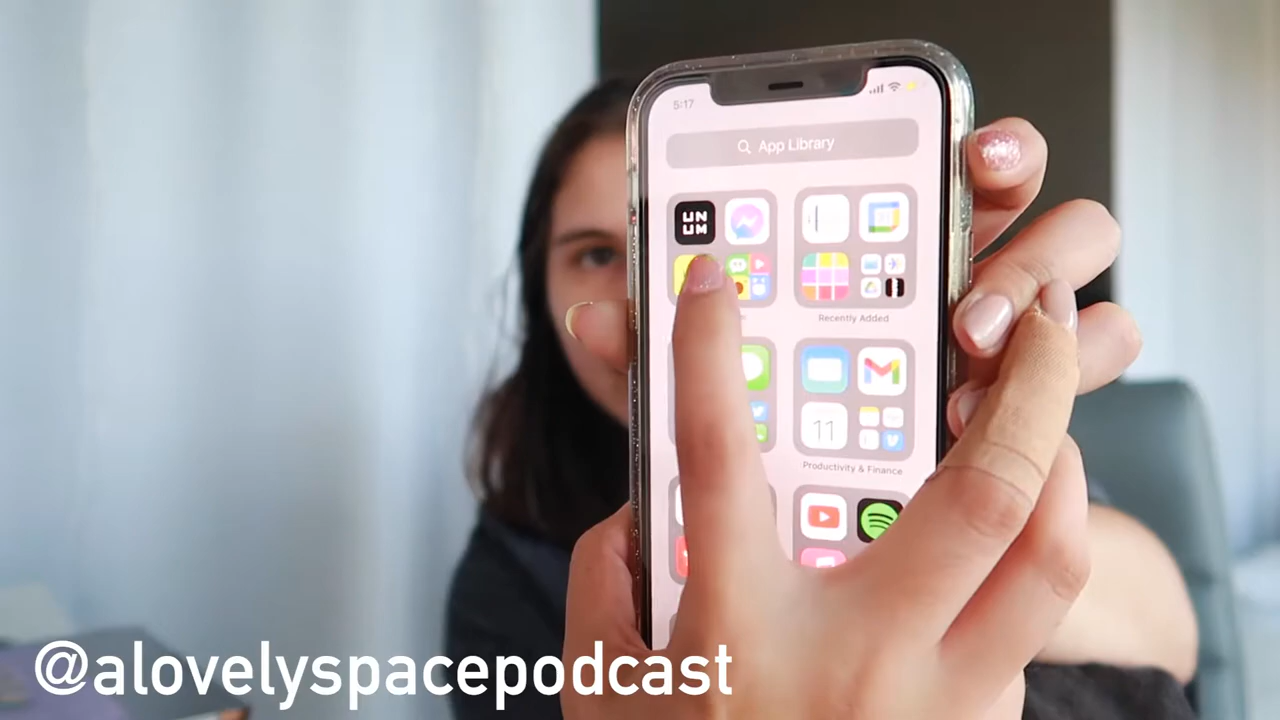 5:17
App Library
UN
UM
Recently Added
11
Productivity & Finance
@alovelyspacepodcast